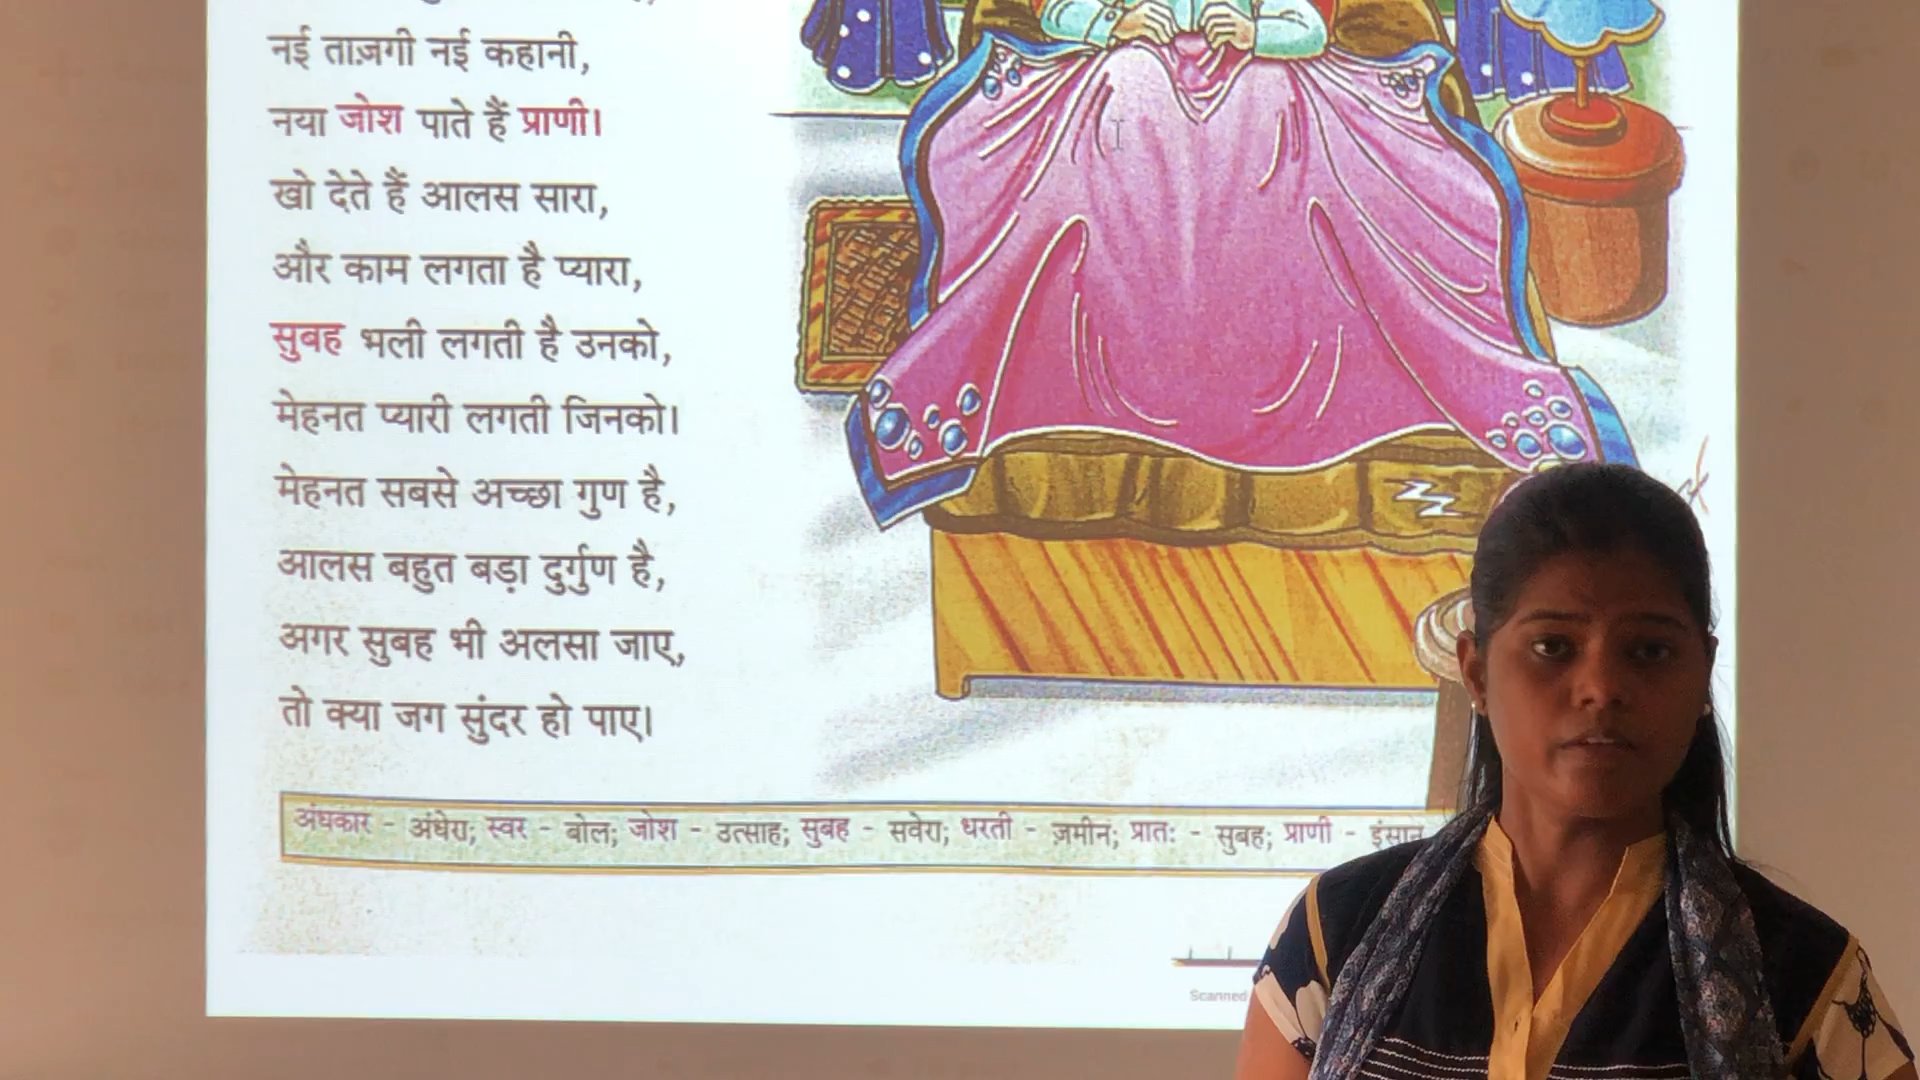 नई ताज़गी नई कहानी,
नया जोश पाते हैं प्राणी।
खो देते हैं आलस सारा,
और काम लगता है प्यारा,
सुबह भली लगती है उनको,
मेहनत प्यारी लगती जिनको।
मेहनत सबसे अच्छा गुण है,
आलस बहुत बड़ा दुर्गुण है,
अगर सुबह भी अलसा जाए,
तो क्या जग सुंदर हो पाए।
अंधकार - अंधेरा; स्वर - बोल; जोश - उत्साह; सुबह - सवेरा; धरती - ज़मीन; प्रातः - सुबह; प्राणी - इंसान
Scanned